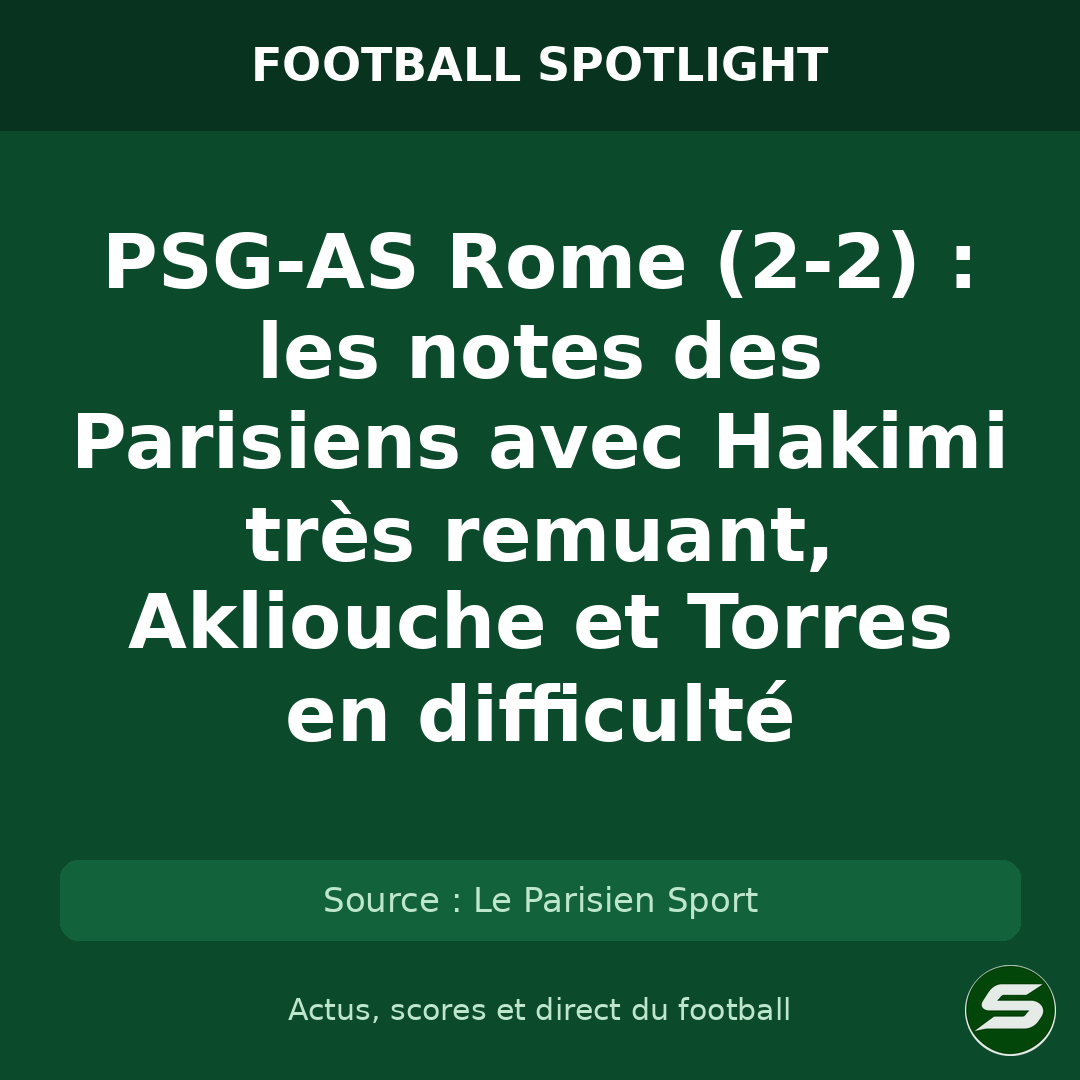 FOOTBALL SPOTLIGHT
PSG-AS Rome (2-2) :
les notes des
Parisiens avec Hakimi
très remuant,
Akliouche et Torres
en difficulté
Source : Le Parisien Sport
Actus, scores et direct du football
S